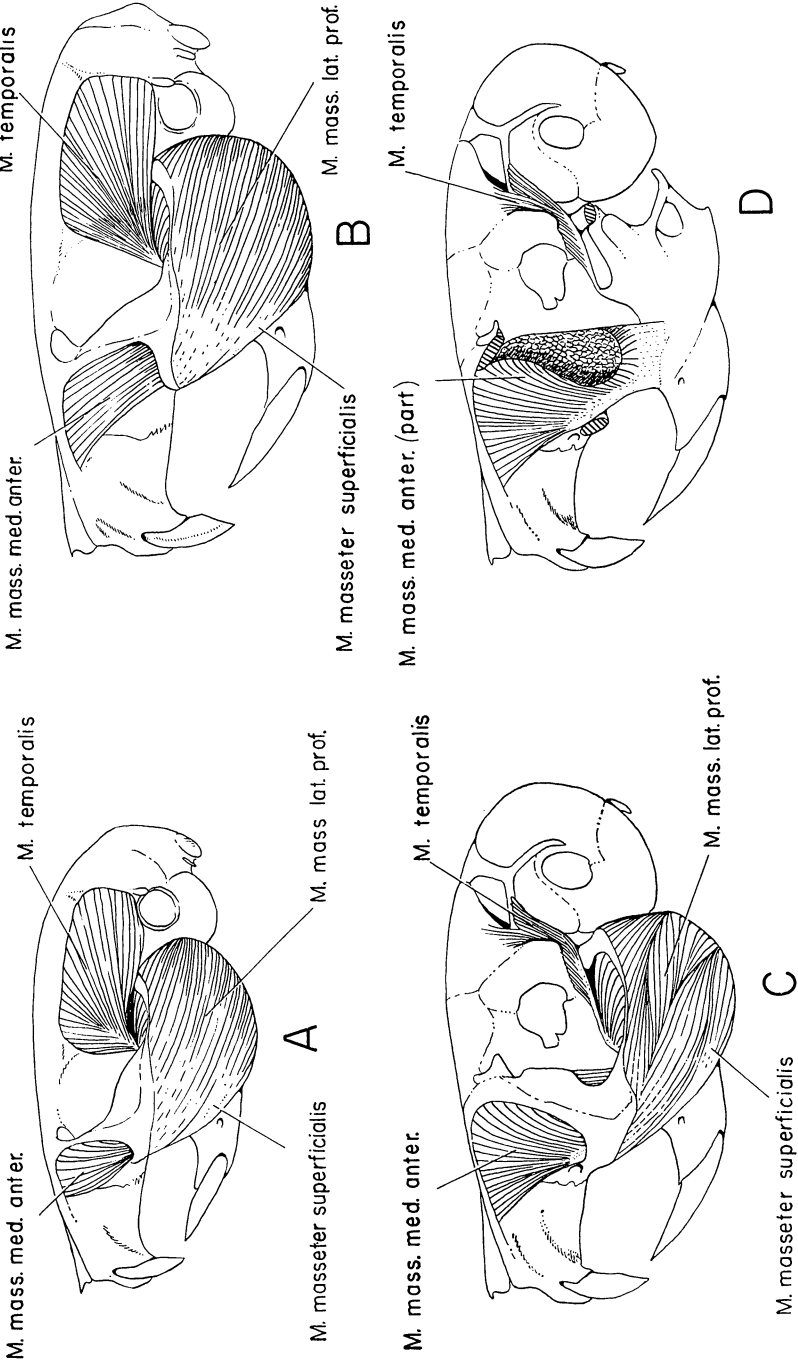 M. mass. med. anter.
M. temporalis
M. mass lat. prof.
M. masseter superficialis
A
M. mass. med. anter.
M. temporalis
M. mass. lat. prof.
M. masseter superficialis
B
M. mass. med. anter.
M. temporalis
M. mass. lat. prof.
M. masseter superficialis
C
M. mass. med. anter. (part)
M. temporalis
D